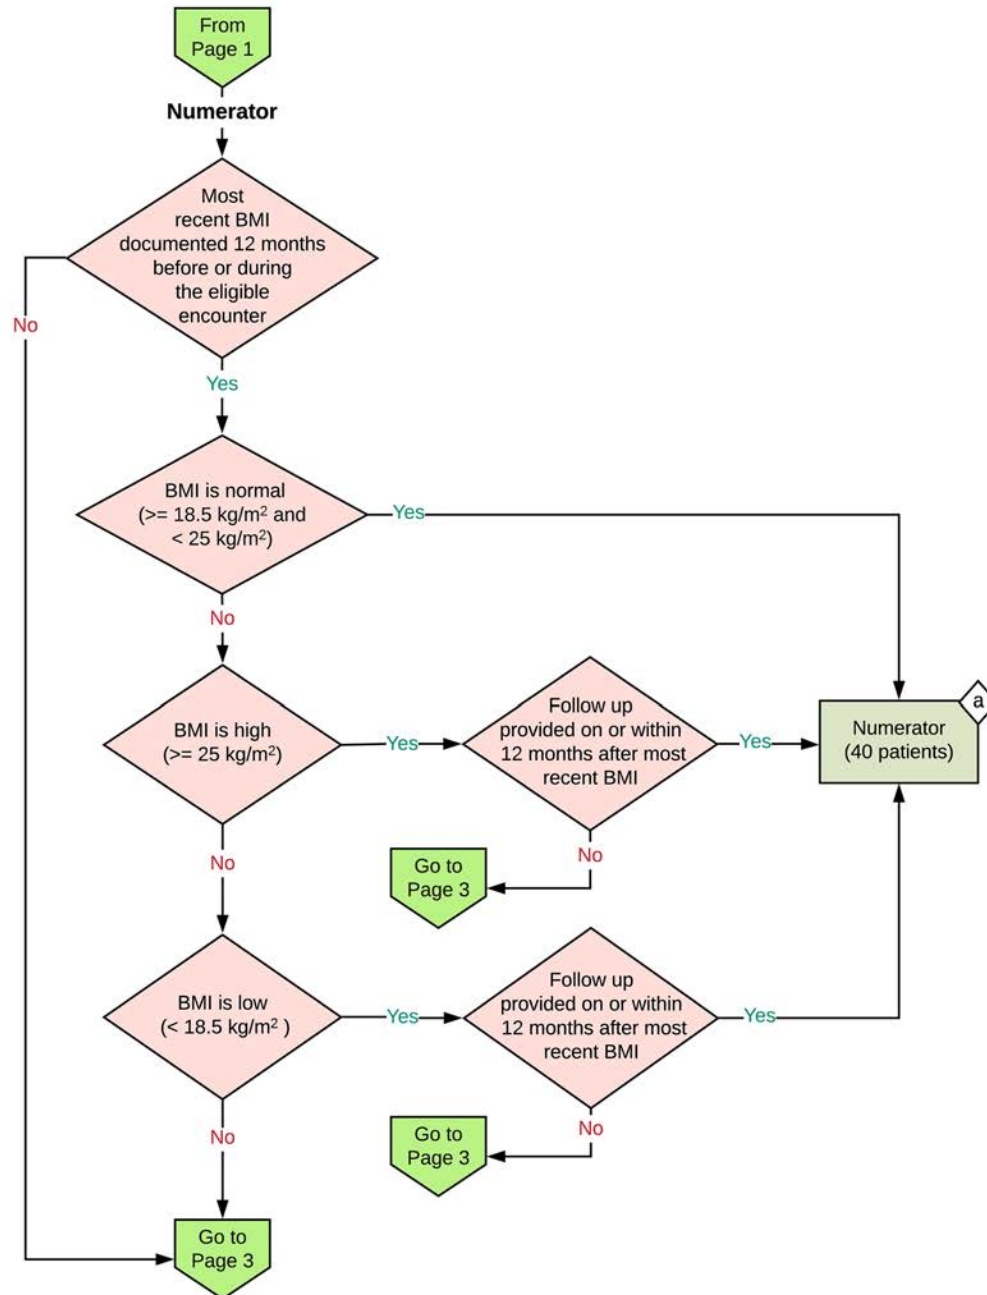 From
Page 1
Numerator
Most
recent BMI
documented 12 months
before or during
the eligible
encounter
No
Yes
BMI is normal
(>= 18.5 kg/m² and
< 25 kg/m²)
Yes
No
BMI is high
(>= 25 kg/m²)
Yes
Follow up
provided on or within
12 months after most
recent BMI
Yes
a
Numerator
(40 patients)
No
Go to
Page 3
No
BMI is low
(< 18.5 kg/m² )
Yes
Follow up
provided on or within
12 months after most
recent BMI
Yes
No
Go to
Page 3
No
Go to
Page 3